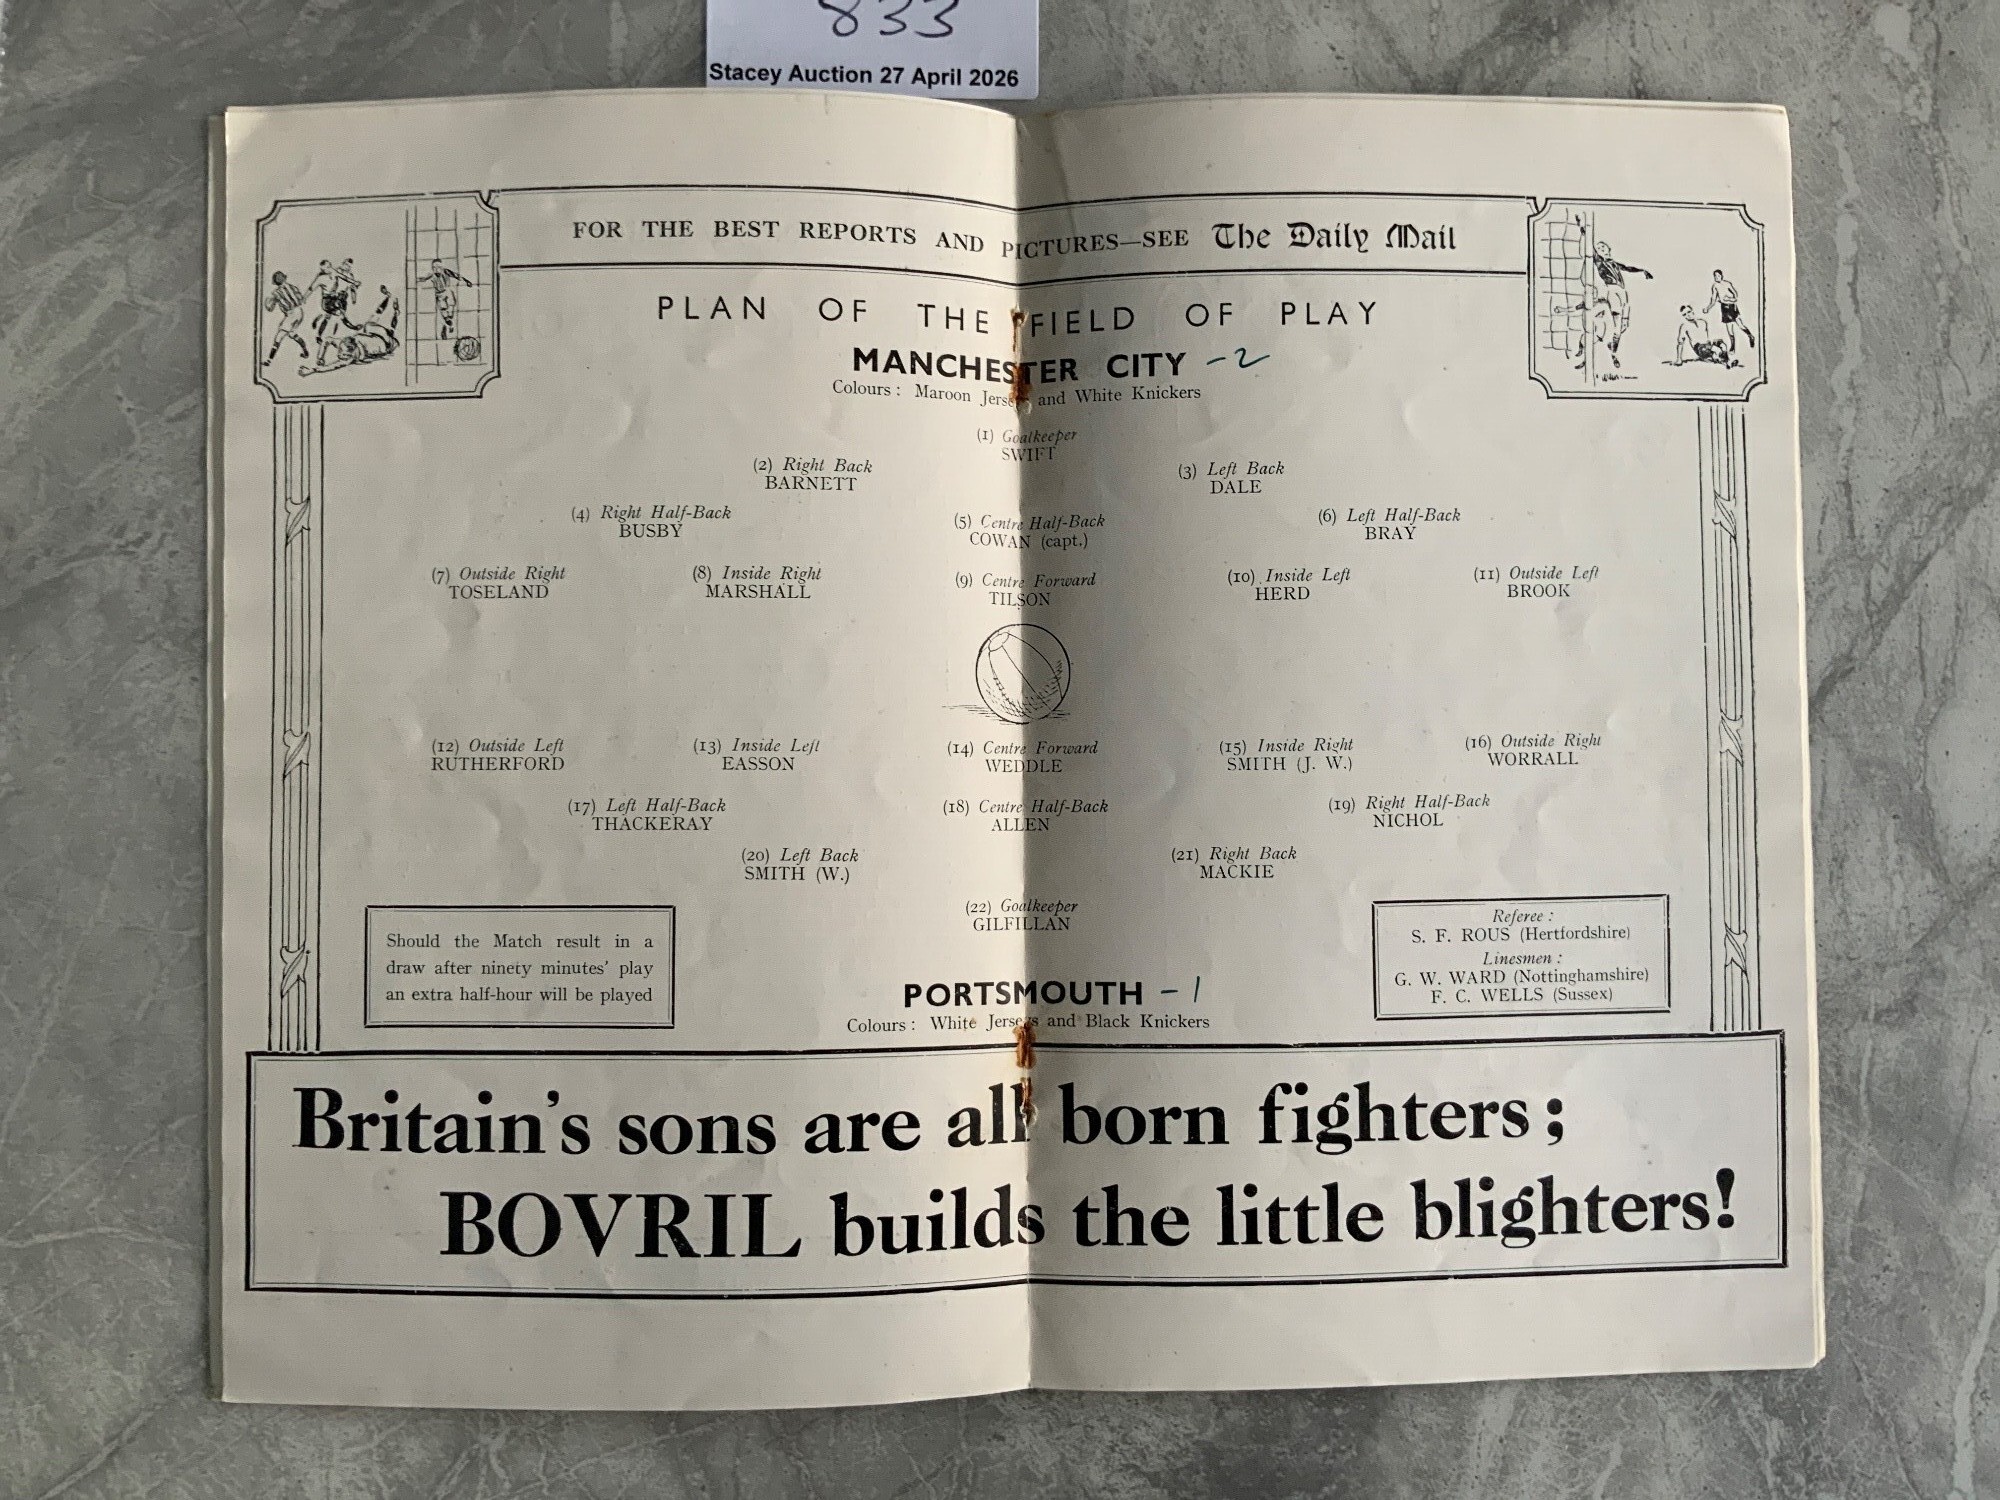 833
Stacey Auction 27 April 2026
FOR THE BEST REPORTS AND PICTURES—SEE The Daily Mail
PLAN OF THE FIELD OF PLAY
MANCHESTER CITY - 2
Colours : Maroon Jerseys and White Knickers
(1) Goalkeeper
SWIFT
(2) Right Back
BARNETT
(3) Left Back
DALE
(4) Right Half-Back
BUSBY
(5) Centre Half-Back
COWAN (capt.)
(6) Left Half-Back
BRAY
(7) Outside Right
TOSELAND
(8) Inside Right
MARSHALL
(9) Centre Forward
TILSON
(10) Inside Left
HERD
(11) Outside Left
BROOK
(12) Outside Left
RUTHERFORD
(13) Inside Left
EASSON
(14) Centre Forward
WEDDLE
(15) Inside Right
SMITH (J. W.)
(16) Outside Right
WORRALL
(17) Left Half-Back
THACKERAY
(18) Centre Half-Back
ALLEN
(19) Right Half-Back
NICHOL
(20) Left Back
SMITH (W.)
(21) Right Back
MACKIE
(22) Goalkeeper
GILFILLAN
Should the Match result in a
draw after ninety minutes' play
an extra half-hour will be played
Referee :
S. F. ROUS (Hertfordshire)
Linesmen :
G. W. WARD (Nottinghamshire)
F. C. WELLS (Sussex)
PORTSMOUTH - 1
Colours : White Jerseys and Black Knickers
Britain's sons are all born fighters ;
BOVRIL builds the little blighters!